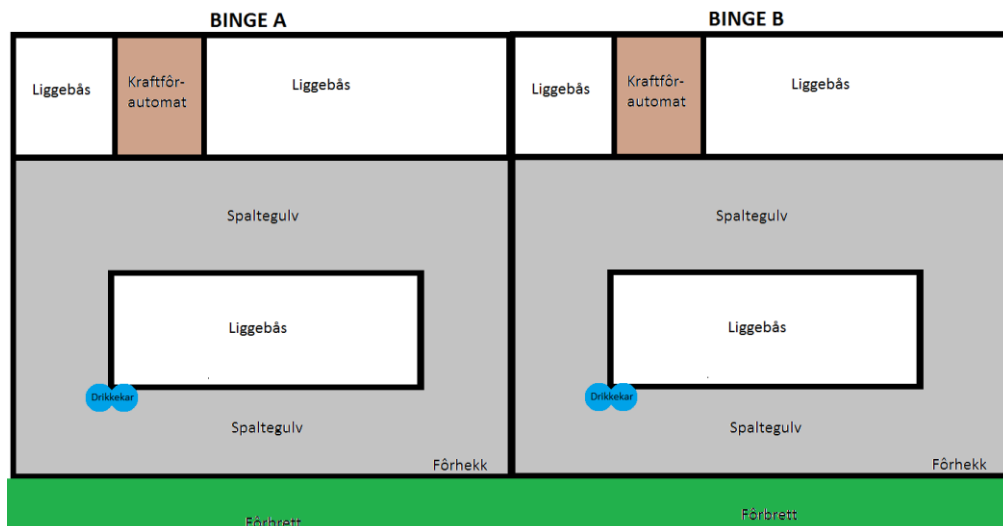 BINGE A
BINGE B
Liggebås
Kraftfôr-
automat
Liggebås
Liggebås
Kraftfôr-
automat
Liggebås
Spaltegulv
Spaltegulv
Liggebås
Liggebås
Drikkekar
Drikkekar
Spaltegulv
Spaltegulv
Fôrhekk
Fôrhekk
Fôrbrett
Fôrbrett